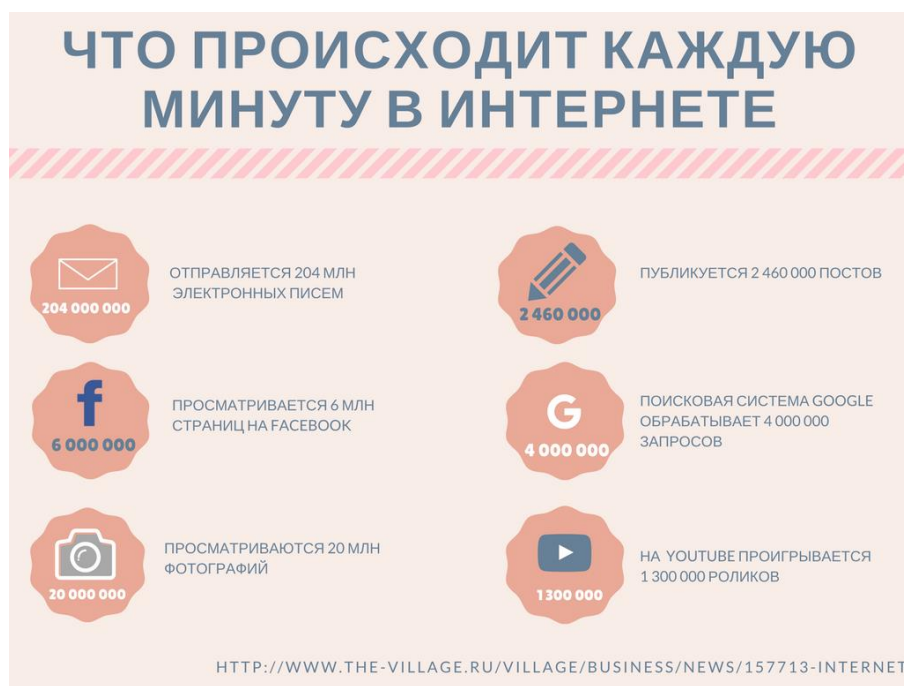 ЧТО ПРОИСХОДИТ КАЖДУЮ
МИНУТУ В ИНТЕРНЕТЕ
204 000 000
ОТПРАВЛЯЕТСЯ 204 МЛН
ЭЛЕКТРОННЫХ ПИСЕМ
2 460 000
ПУБЛИКУЕТСЯ 2 460 000 ПОСТОВ
f
6 000 000
ПРОСМАТРИВАЕТСЯ 6 МЛН
СТРАНИЦ НА FACEBOOK
G
4 000 000
ПОИСКОВАЯ СИСТЕМА GOOGLE
ОБРАБАТЫВАЕТ 4 000 000
ЗАПРОСОВ
20 000 000
ПРОСМАТРИВАЮТСЯ 20 МЛН
ФОТОГРАФИЙ
1 300 000
НА YOUTUBE ПРОИГРЫВАЕТСЯ
1 300 000 РОЛИКОВ
HTTP://WWW.THE-VILLAGE.RU/VILLAGE/BUSINESS/NEWS/157713-INTERNET